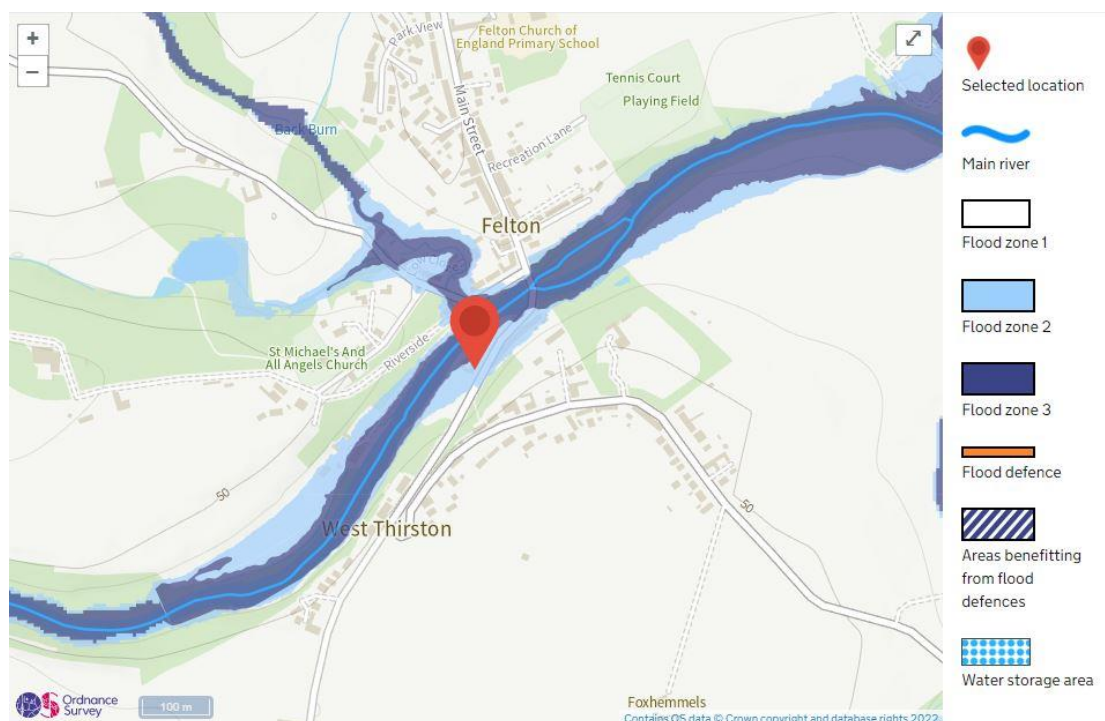 +
−
Park View
Felton Church of
England Primary School
Tennis Court
Playing Field
Main Street
Back Burn
Recreation Lane
Felton
St Michael's And
All Angels Church
Riverside
50
West Thirston
50
Foxhemmels
Ordnance
Survey
100 m
Contains OS data © Crown copyright and database rights 2022
Selected location
Main river
Flood zone 1
Flood zone 2
Flood zone 3
Flood defence
Areas benefitting
from flood
defences
Water storage area